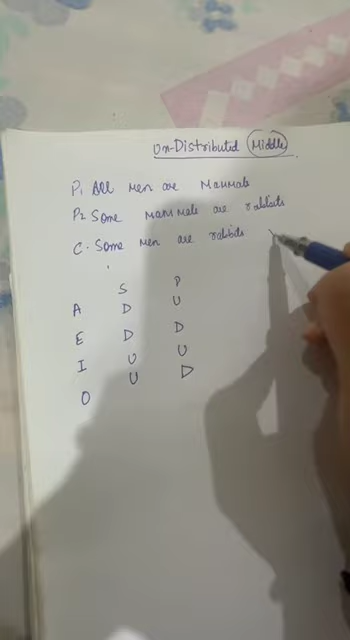 Un-Distributed Middle
P1 All men are Mammals
P2 Some mammals are rabbits
C. Some men are rabbits
S P
A D U
E D D
I U U
O U D